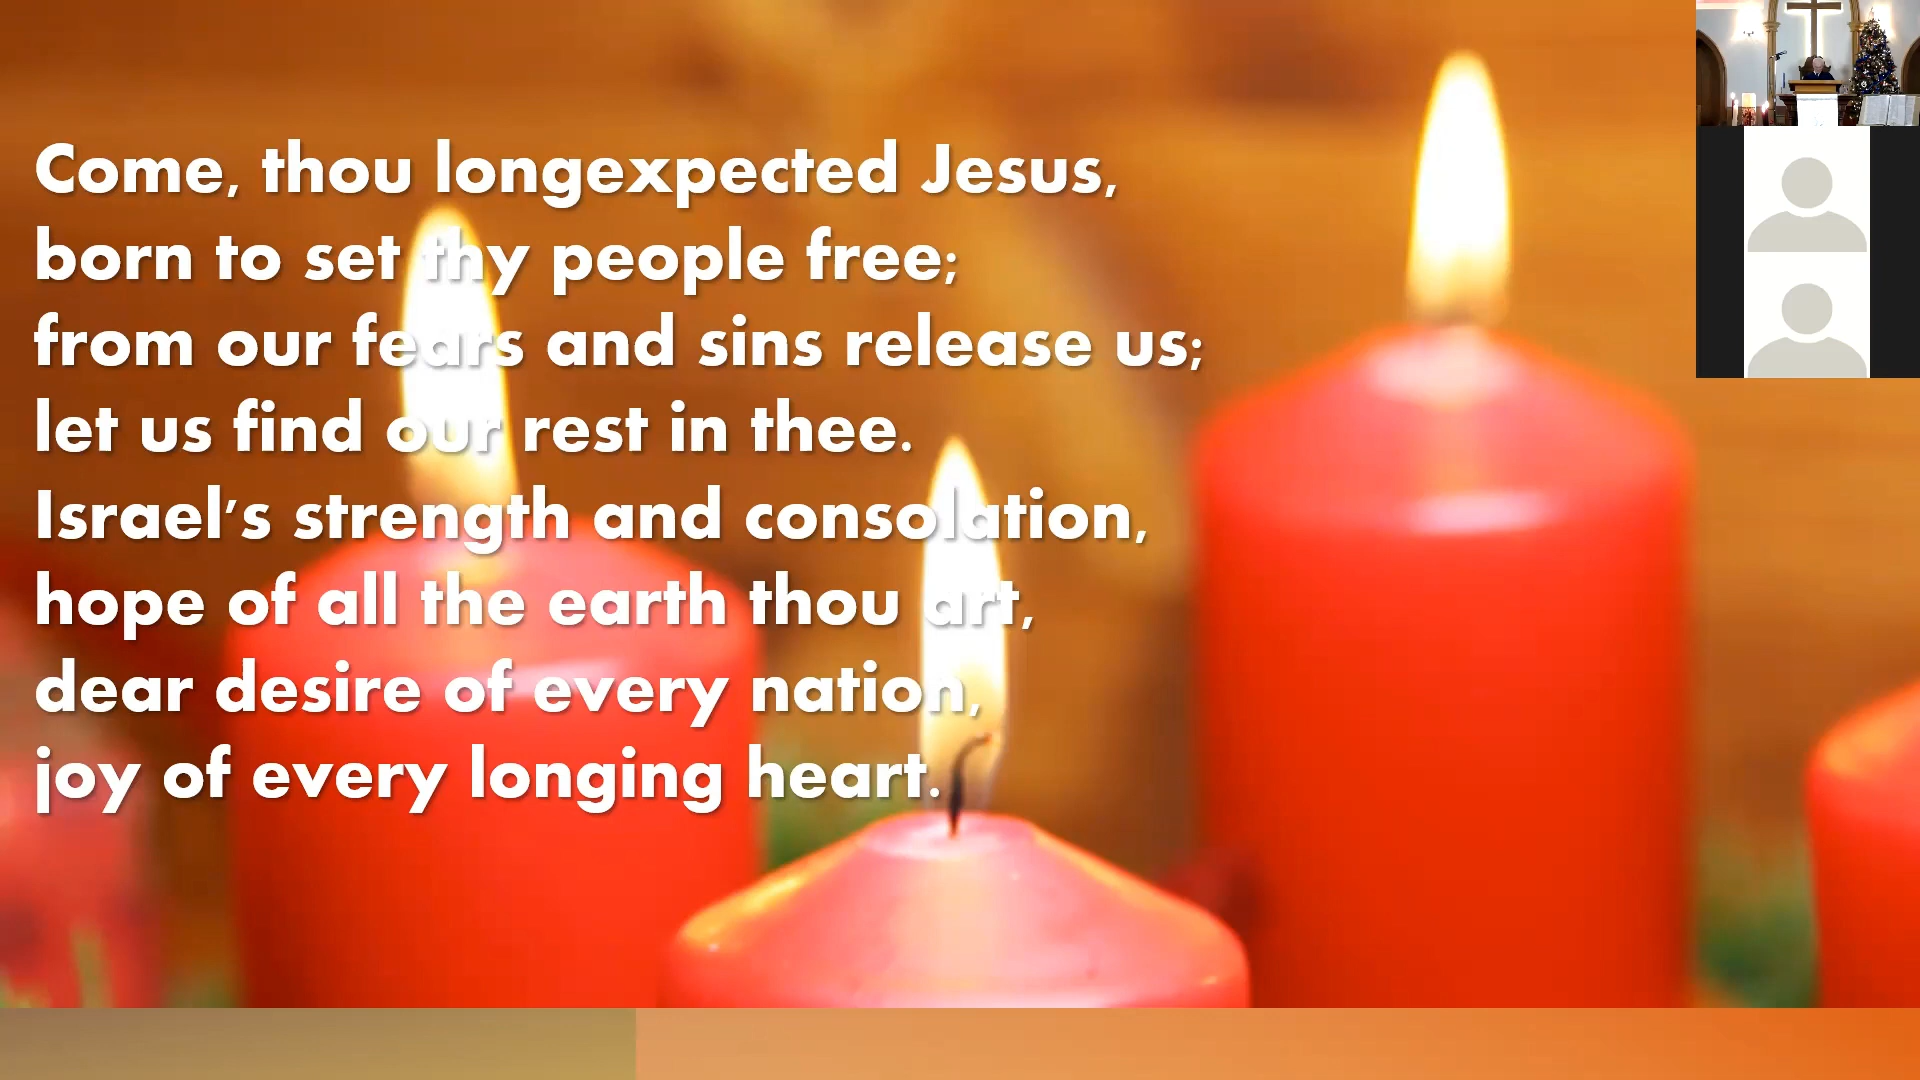 Come, thou longexpected Jesus,
born to set thy people free;
from our fears and sins release us;
let us find our rest in thee.
Israel's strength and consolation,
hope of all the earth thou art,
dear desire of every nation,
joy of every longing heart.